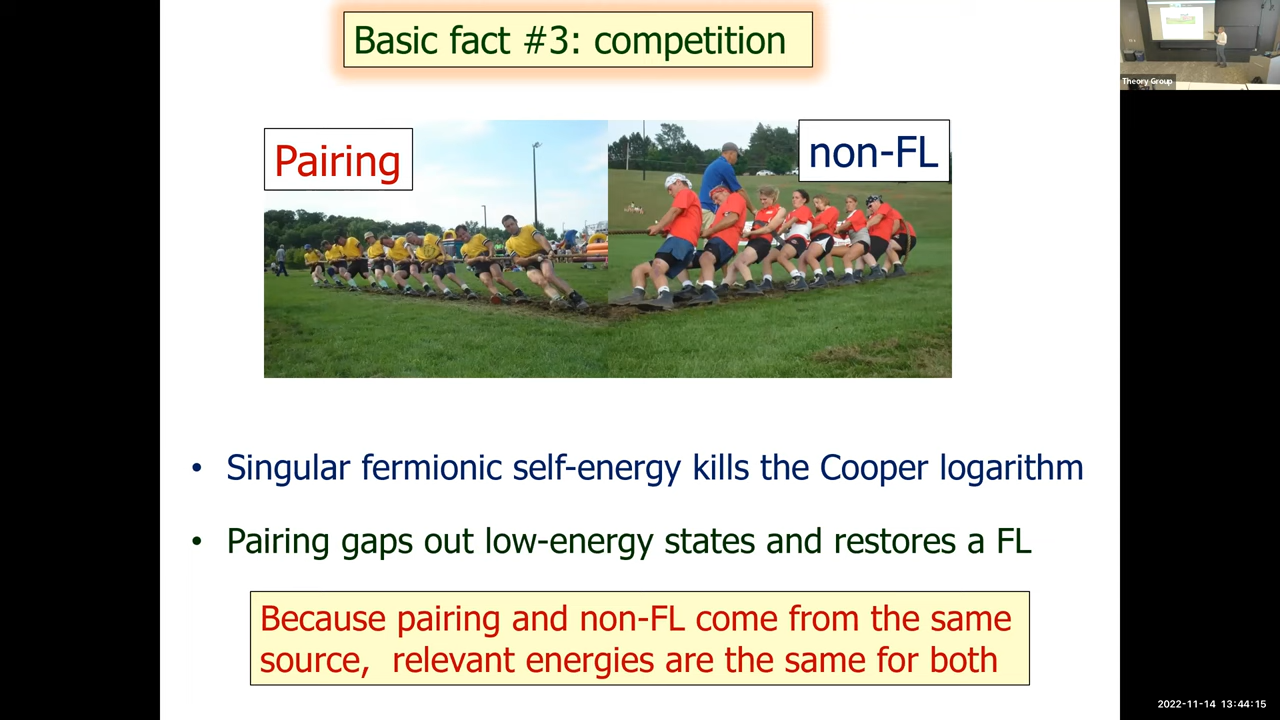 Basic fact #3: competition
Theory Group
Pairing
non-FL
• Singular fermionic self-energy kills the Cooper logarithm
• Pairing gaps out low-energy states and restores a FL
Because pairing and non-FL come from the same
source, relevant energies are the same for both
2022-11-14 13:44:15